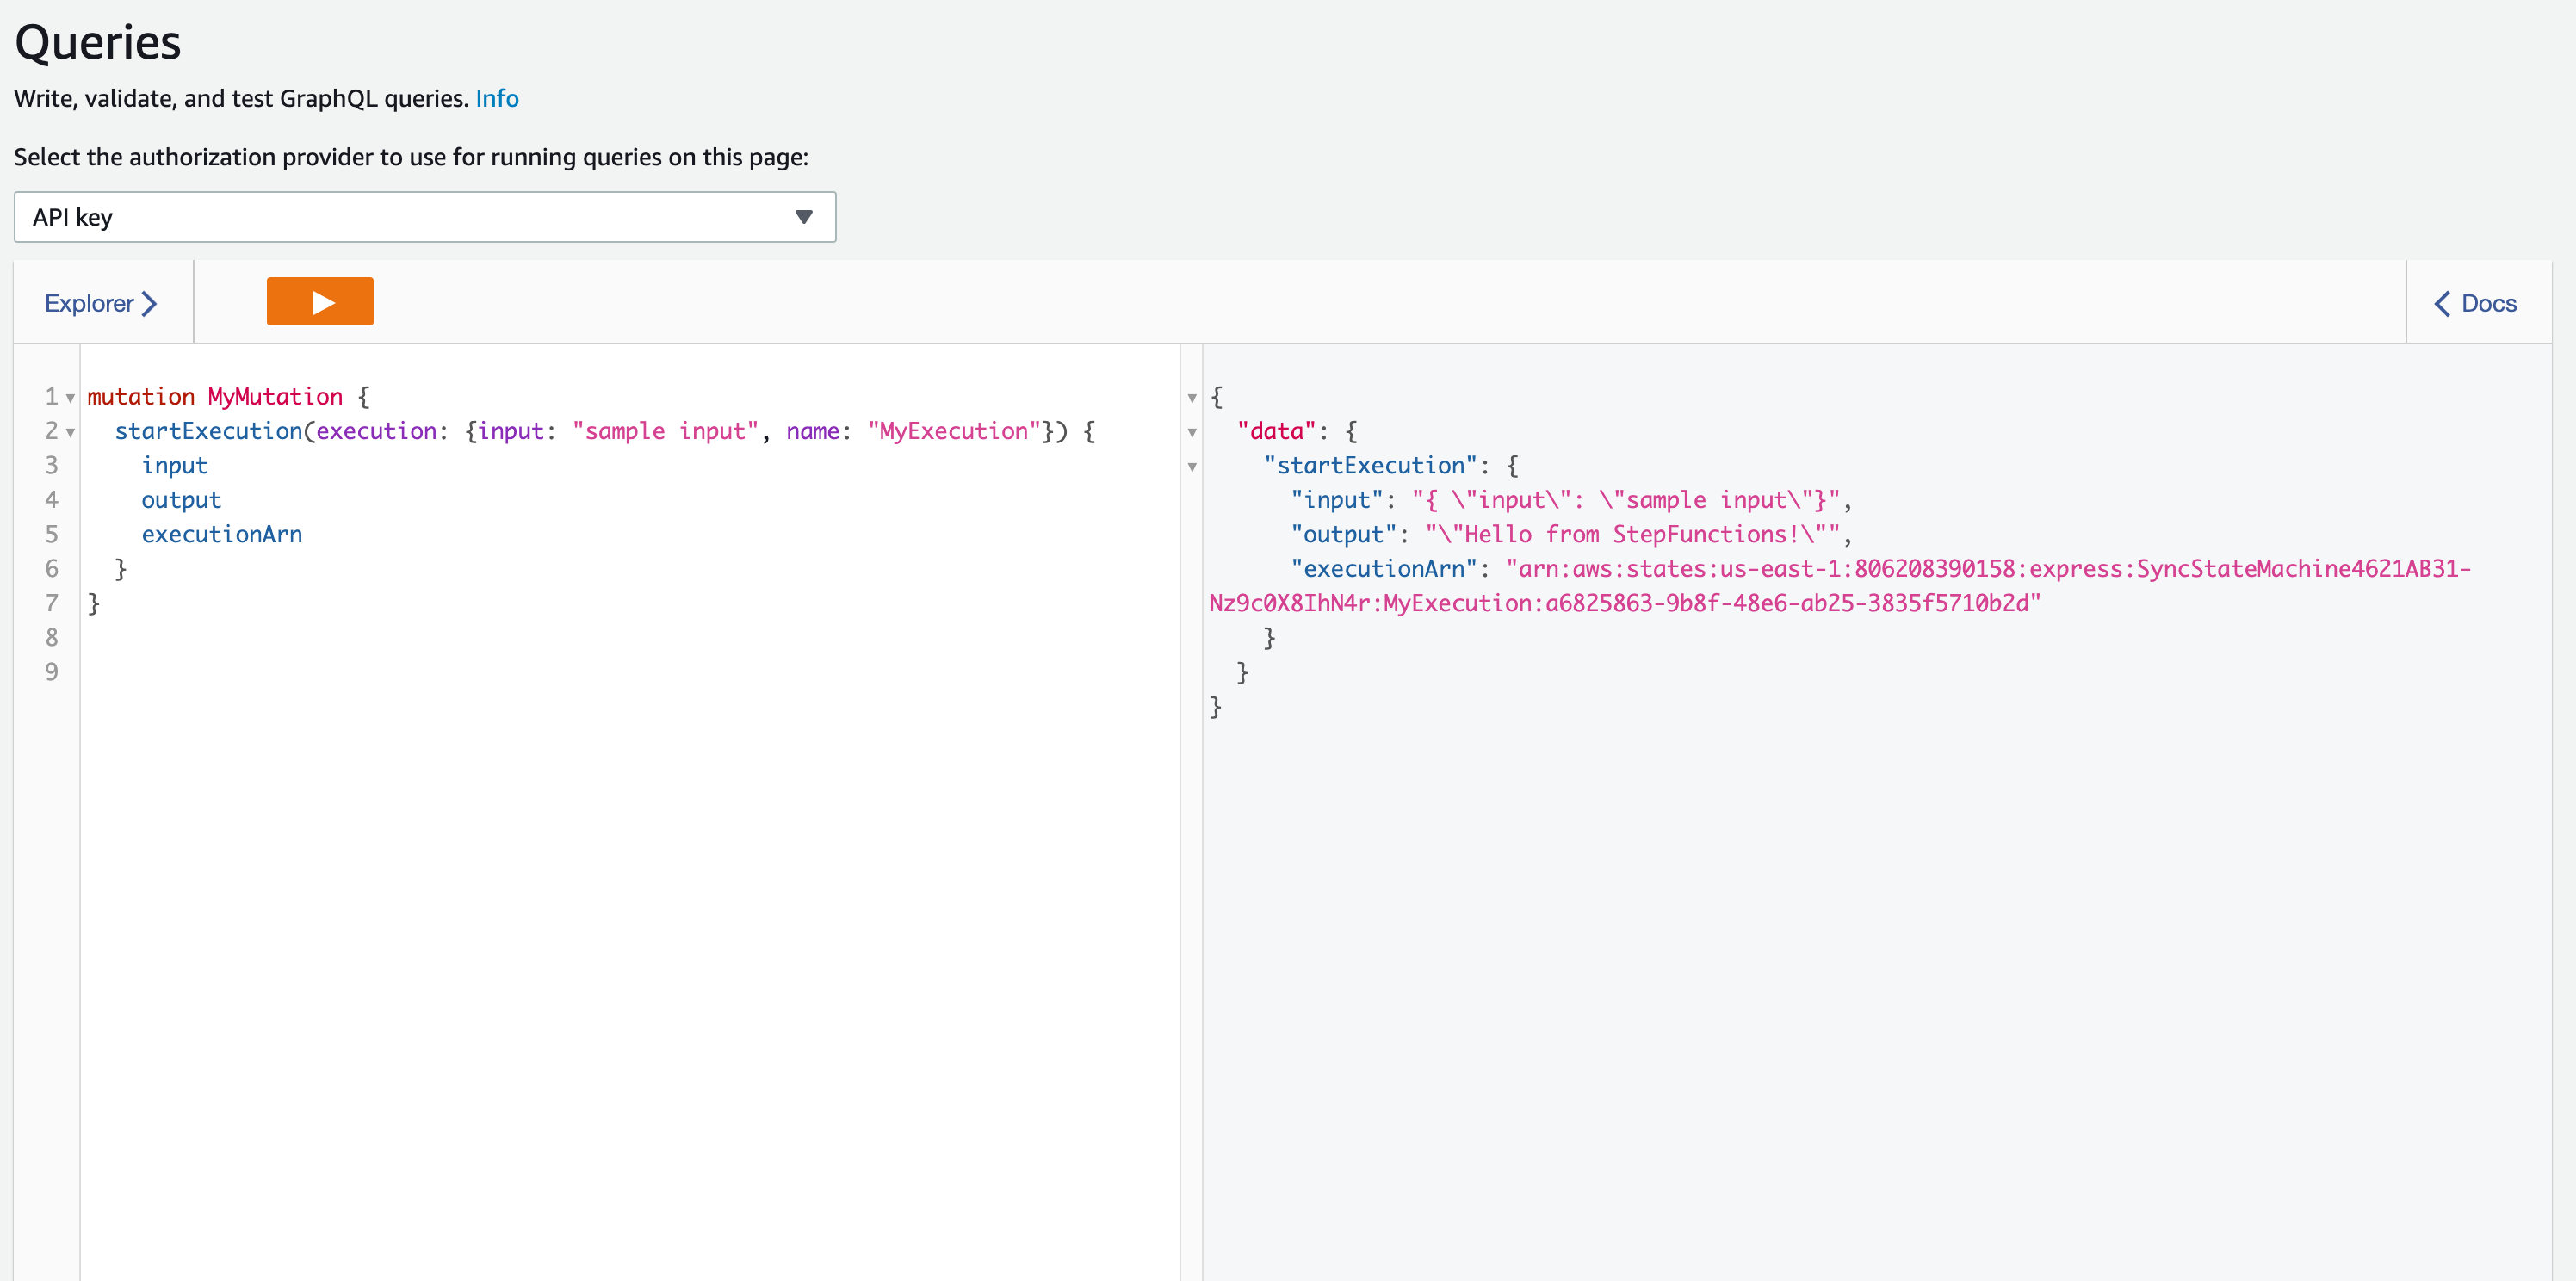 Queries
Write, validate, and test GraphQL queries. Info
Select the authorization provider to use for running queries on this page:
API key
Explorer
Docs
1 mutation MyMutation {
2   startExecution(execution: {input: "sample input", name: "MyExecution"}) {
3     input
4     output
5     executionArn
6   }
7 }
8
9
{
  "data": {
    "startExecution": {
      "input": "{ \"input\": \"sample input\"}",
      "output": "\"Hello from StepFunctions!\"",
      "executionArn": "arn:aws:states:us-east-1:806208390158:express:SyncStateMachine4621AB31-
Nz9c0X8IhN4r:MyExecution:a6825863-9b8f-48e6-ab25-3835f5710b2d"
    }
  }
}